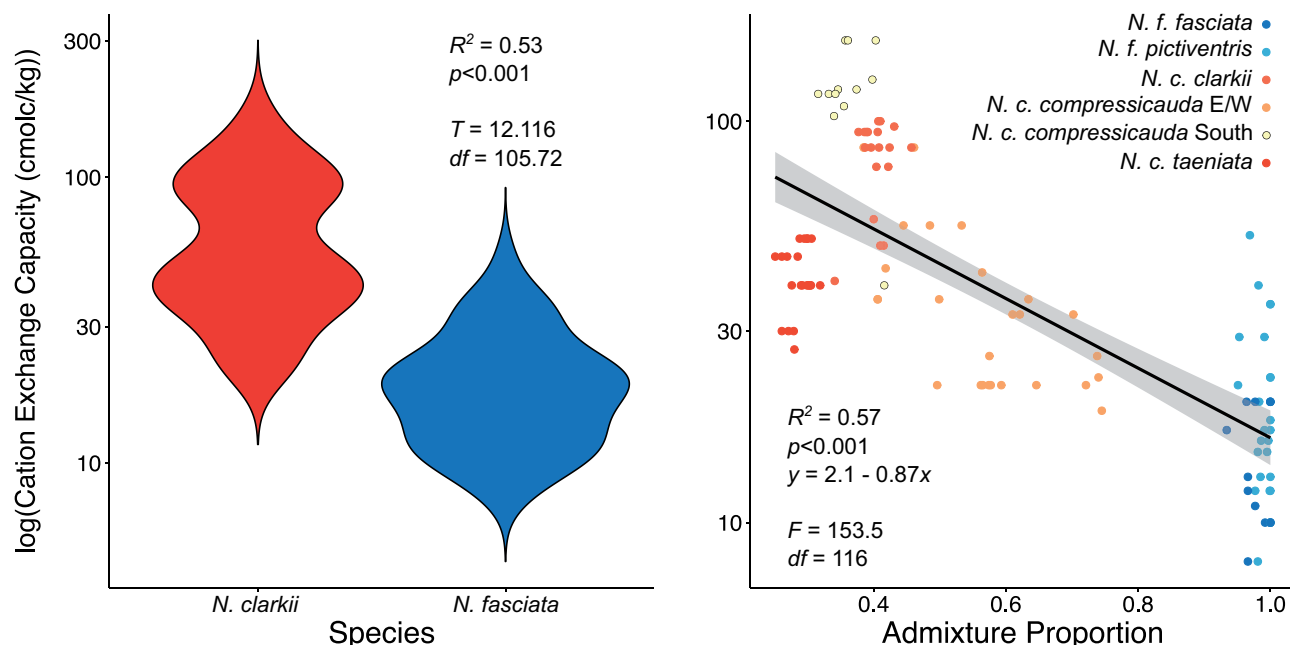 log(Cation Exchange Capacity (cmolc/kg))
300
100
30
10
R² = 0.53
p<0.001
T = 12.116
df = 105.72
N. clarkii
N. fasciata
Species
100
30
10
N. f. fasciata
N. f. pictiventris
N. c. clarkii
N. c. compressicauda E/W
N. c. compressicauda South
N. c. taeniata
R² = 0.57
p<0.001
y = 2.1 - 0.87x
F = 153.5
df = 116
0.4
0.6
0.8
1.0
Admixture Proportion